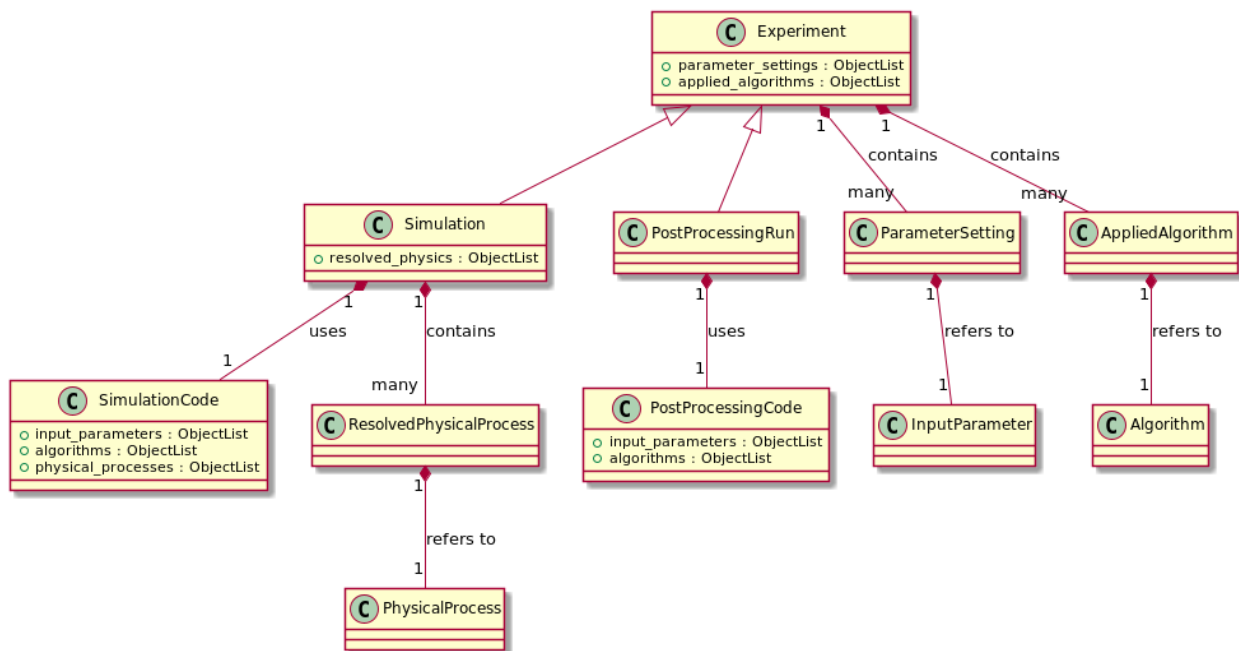 C Experiment
parameter_settings : ObjectList
applied_algorithms : ObjectList
1
1
contains
contains
many
many
C Simulation
resolved_physics : ObjectList
C PostProcessingRun
C ParameterSetting
C AppliedAlgorithm
1
1
1
1
1
uses
contains
uses
refers to
refers to
1
many
1
1
1
C SimulationCode
input_parameters : ObjectList
algorithms : ObjectList
physical_processes : ObjectList
C ResolvedPhysicalProcess
C PostProcessingCode
input_parameters : ObjectList
algorithms : ObjectList
C InputParameter
C Algorithm
1
refers to
1
C PhysicalProcess